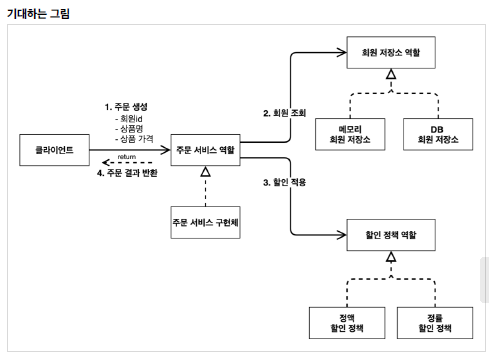 기대하는 그림
회원 저장소 역할
1. 주문 생성
- 회원id
- 상품명
- 상품 가격
2. 회원 조회
메모리
회원 저장소
DB
회원 저장소
클라이언트
return
주문 서비스 역할
4. 주문 결과 반환
3. 할인 적용
주문 서비스 구현체
할인 정책 역할
정액
할인 정책
정률
할인 정책